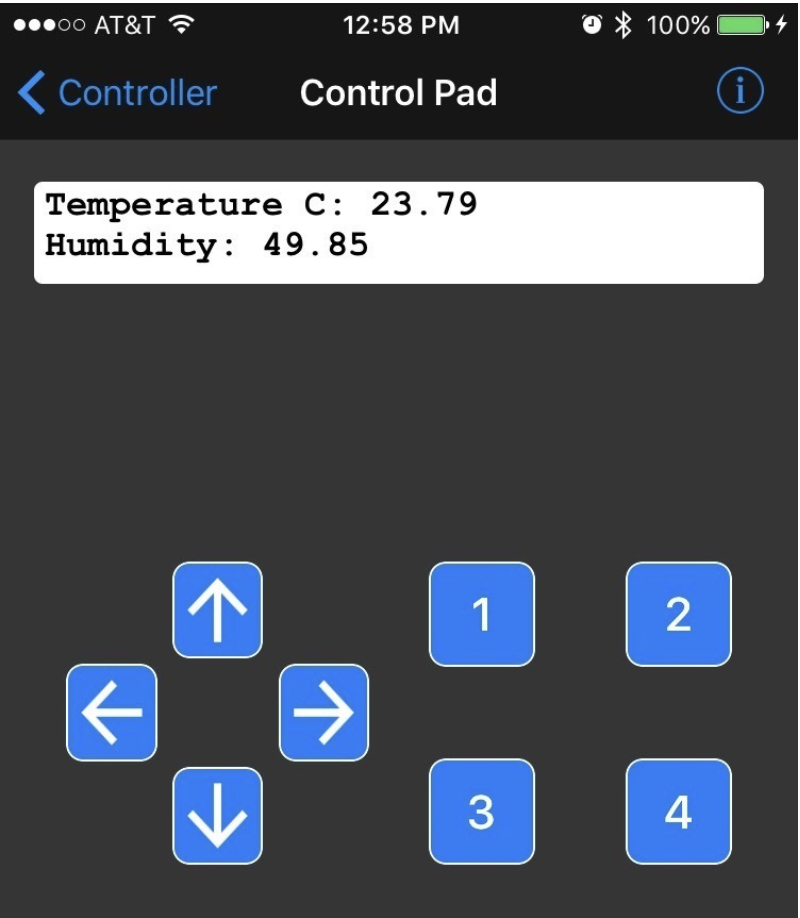 AT&T 12:58 PM 100%
Controller Control Pad i
Temperature C: 23.79
Humidity: 49.85
1 2
3 4